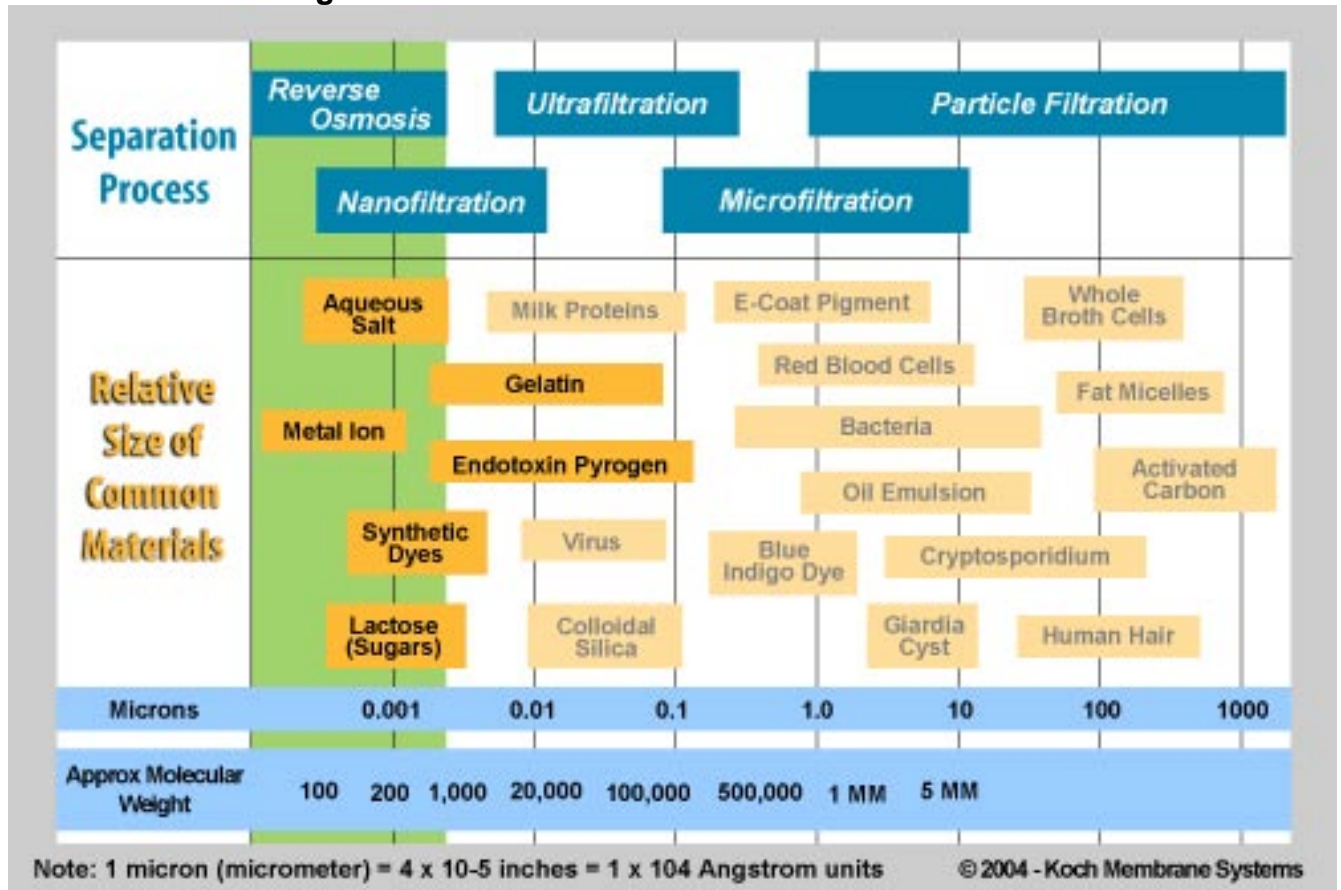 Reverse
Osmosis
Ultrafiltration
Particle Filtration
Separation
Process
Nanofiltration
Microfiltration
Aqueous
Salt
Milk Proteins
E-Coat Pigment
Whole
Broth Cells
Red Blood Cells
Gelatin
Fat Micelles
Relative
Size of
Common
Materials
Metal Ion
Bacteria
Endotoxin Pyrogen
Activated
Carbon
Oil Emulsion
Synthetic
Dyes
Virus
Blue
Indigo Dye
Cryptosporidium
Lactose
(Sugars)
Colloidal
Silica
Giardia
Cyst
Human Hair
Microns 0.001 0.01 0.1 1.0 10 100 1000
Approx Molecular
Weight
100 200 1,000 20,000 100,000 500,000 1 MM 5 MM
Note: 1 micron (micrometer) = 4 x 10-5 inches = 1 x 104 Angstrom units
© 2004 - Koch Membrane Systems